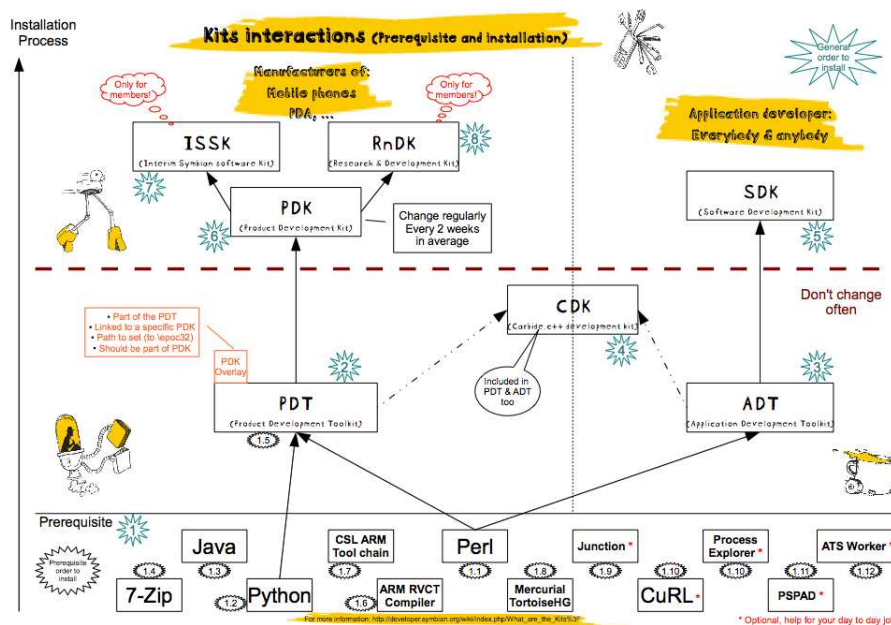 Installation
Process
Kits interactions (Prerequisite and installation)
General
order to
install
Only for
members!
Manufacturers of:
Mobile phones
PDA, ...
Only for
members!
Application developer:
Everybody & anybody
ISSK
(Interim Symbian software Kit)
7
RnDK
(Research & Development Kit)
8
PDK
(Product Development Kit)
6
Change regularly
Every 2 weeks
in average
SDK
(Software Development Kit)
5
Don't change
often
• Part of the PDT
• Linked to a specific PDK
• Path to set (to \epoc32)
• Should be part of PDK
PDK
Overlay
CDK
(Carbide.c++ development kit)
4
Included in
PDT & ADT
too
2
PDT
(Product Development Toolkit)
1.5
3
ADT
(Application Development Toolkit)
Prerequisite
1
Prerequisite
order to
install
Java
1.3
CSL ARM
Tool chain
1.7
Perl
1.1
Junction *
1.9
Process
Explorer *
1.10
ATS Worker *
1.12
1.4
7-Zip
1.2
Python
1.6
ARM RVCT
Compiler
1.8
Mercurial
TortoiseHG
1.10
CuRL *
1.11
PSPAD *
For more information: http://developer.symbian.org/wiki/index.php/What_are_the_Kits%3F
* Optional, help for your day to day jo